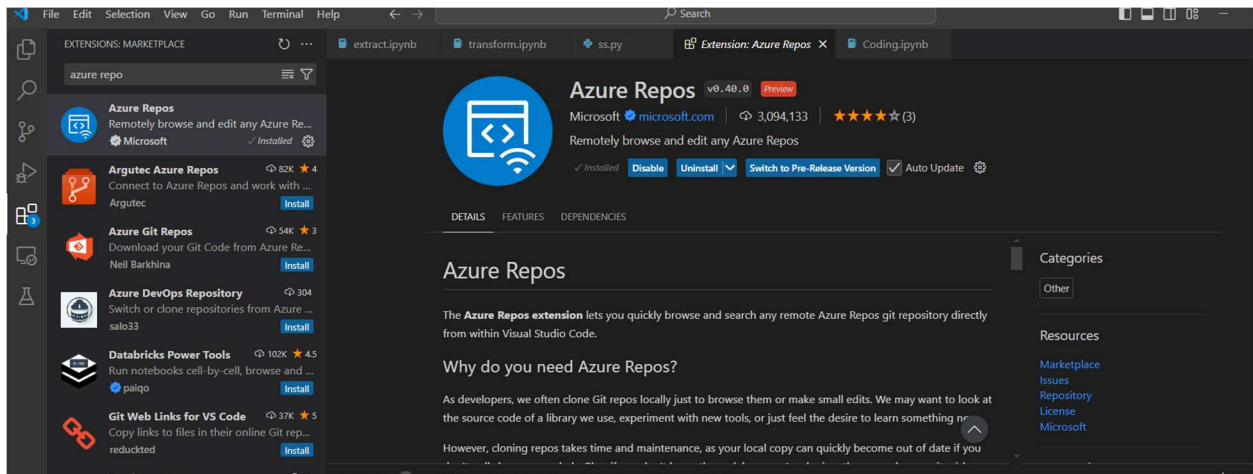 File Edit Selection View Go Run Terminal Help
Search
EXTENSIONS: MARKETPLACE
azure repo
Azure Repos
Remotely browse and edit any Azure Re...
Microsoft
Installed
Argutec Azure Repos
82K ★ 4
Connect to Azure Repos and work with ...
Argutec
Install
Azure Git Repos
54K ★ 3
Download your Git Code from Azure Re...
Neil Barkhina
Install
Azure DevOps Repository
304
Switch or clone repositories from Azure ...
salo33
Install
Databricks Power Tools
102K ★ 4.5
Run notebooks cell-by-cell, browse and ...
paiqo
Install
Git Web Links for VS Code
37K ★ 5
Copy links to files in their online Git rep...
reduckted
Install
3
extract.ipynb
transform.ipynb
ss.py
Extension: Azure Repos
Coding.ipynb
Azure Repos v0.40.0 Preview
Microsoft microsoft.com 3,094,133 (3)
Remotely browse and edit any Azure Repos
Installed Disable Uninstall Switch to Pre-Release Version Auto Update
DETAILS FEATURES DEPENDENCIES
Azure Repos
The Azure Repos extension lets you quickly browse and search any remote Azure Repos git repository directly
from within Visual Studio Code.
Why do you need Azure Repos?
As developers, we often clone Git repos locally just to browse them or make small edits. We may want to look at
the source code of a library we use, experiment with new tools, or just feel the desire to learn something
However, cloning repos takes time and maintenance, as your local copy can quickly become out of date if you
Categories
Other
Resources
Marketplace
Issues
Repository
License
Microsoft